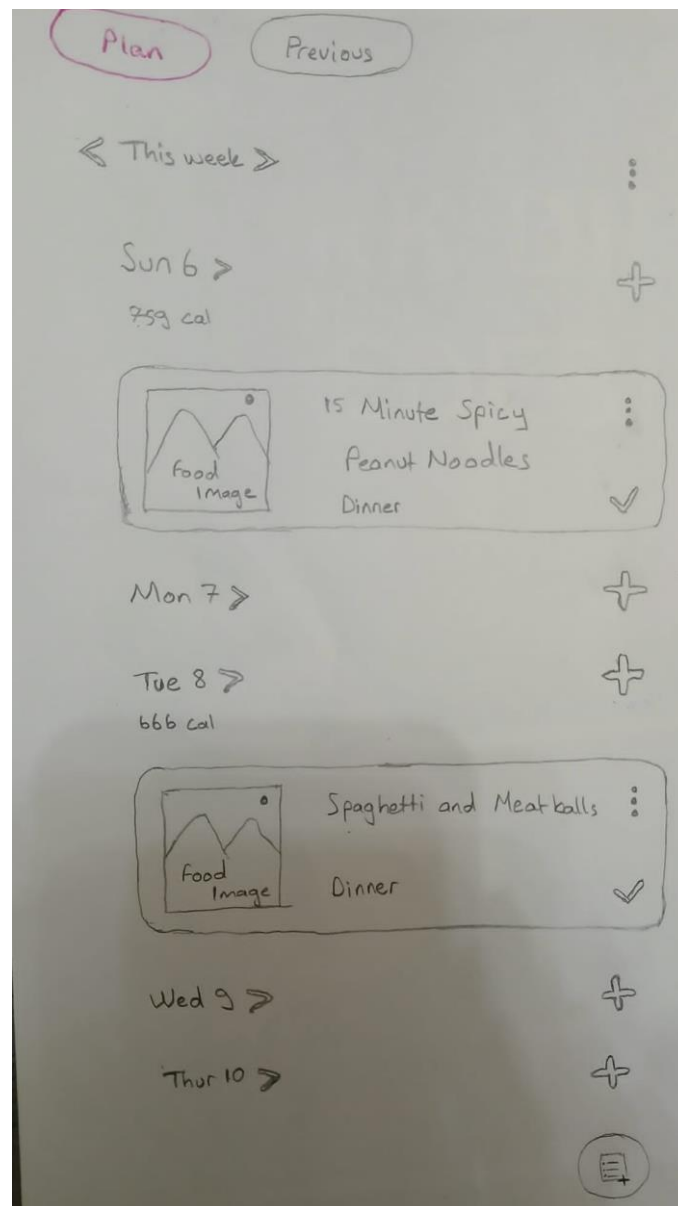 Plan
Previous
< This week >
Sun 6 >
759 cal
15 Minute Spicy
Peanut Noodles
Food
Image
Dinner
Mon 7 >
Tue 8 >
666 cal
Spaghetti and Meatballs
Food
Image
Dinner
Wed 9 >
Thur 10 >